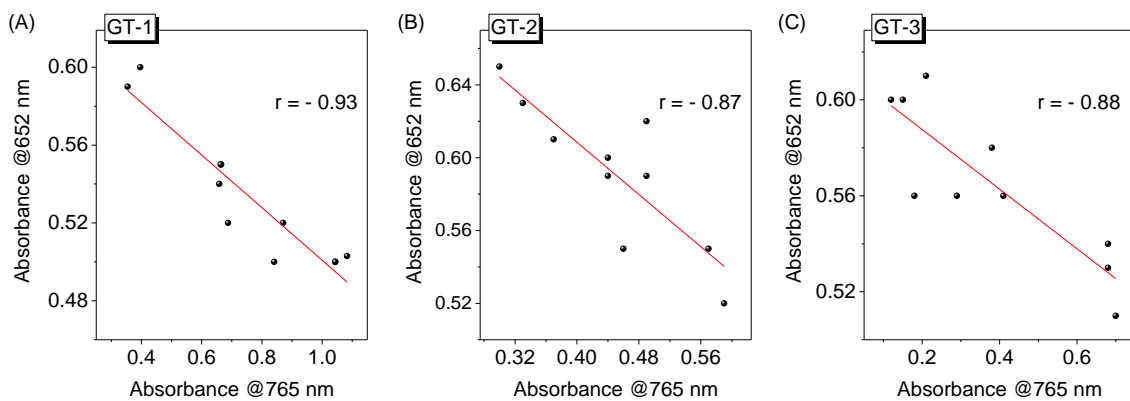 (A)
GT-1
r = - 0.93
Absorbance @652 nm
0.60
0.56
0.52
0.48
0.4
0.6
0.8
1.0
Absorbance @765 nm
(B)
GT-2
r = - 0.87
Absorbance @652 nm
0.64
0.60
0.56
0.52
0.32
0.40
0.48
0.56
Absorbance @765 nm
(C)
GT-3
r = - 0.88
Absorbance @652 nm
0.60
0.56
0.52
0.2
0.4
0.6
Absorbance @765 nm